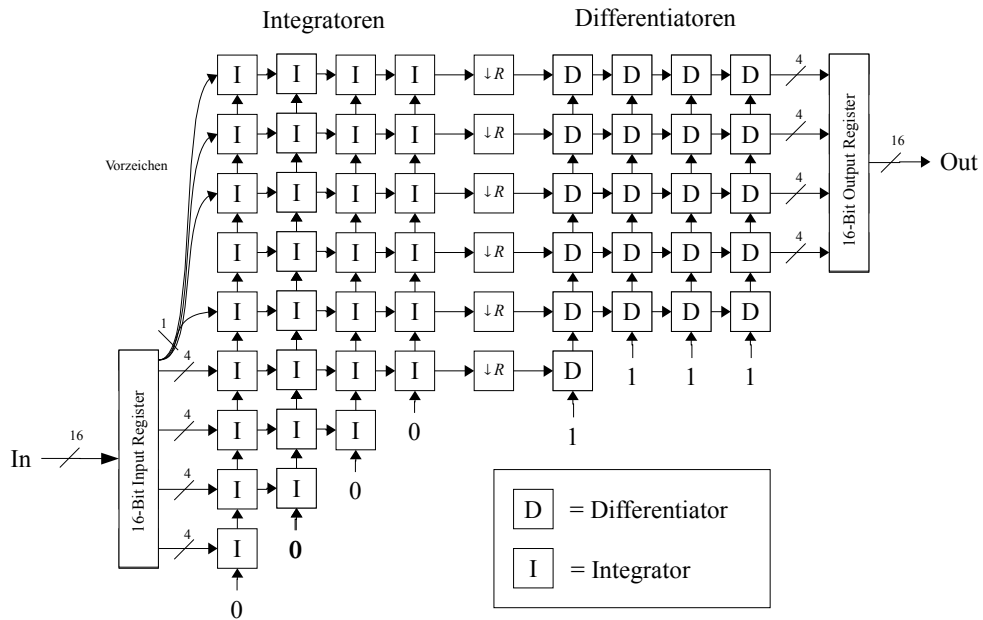 Integratoren Differentiatoren
I I I I ↓R D D D D 4
I I I I ↓R D D D D 4
Vorzeichen
16-Bit Output Register
16
Out
I I I I ↓R D D D D 4
I I I I ↓R D D D D 4
I I I I ↓R D D D D
1
4 I I I I ↓R D 1 1 1
4 I I I 0 1
In
16
16-Bit Input Register
4 I I 0
4 I 0
0
D = Differentiator
I = Integrator